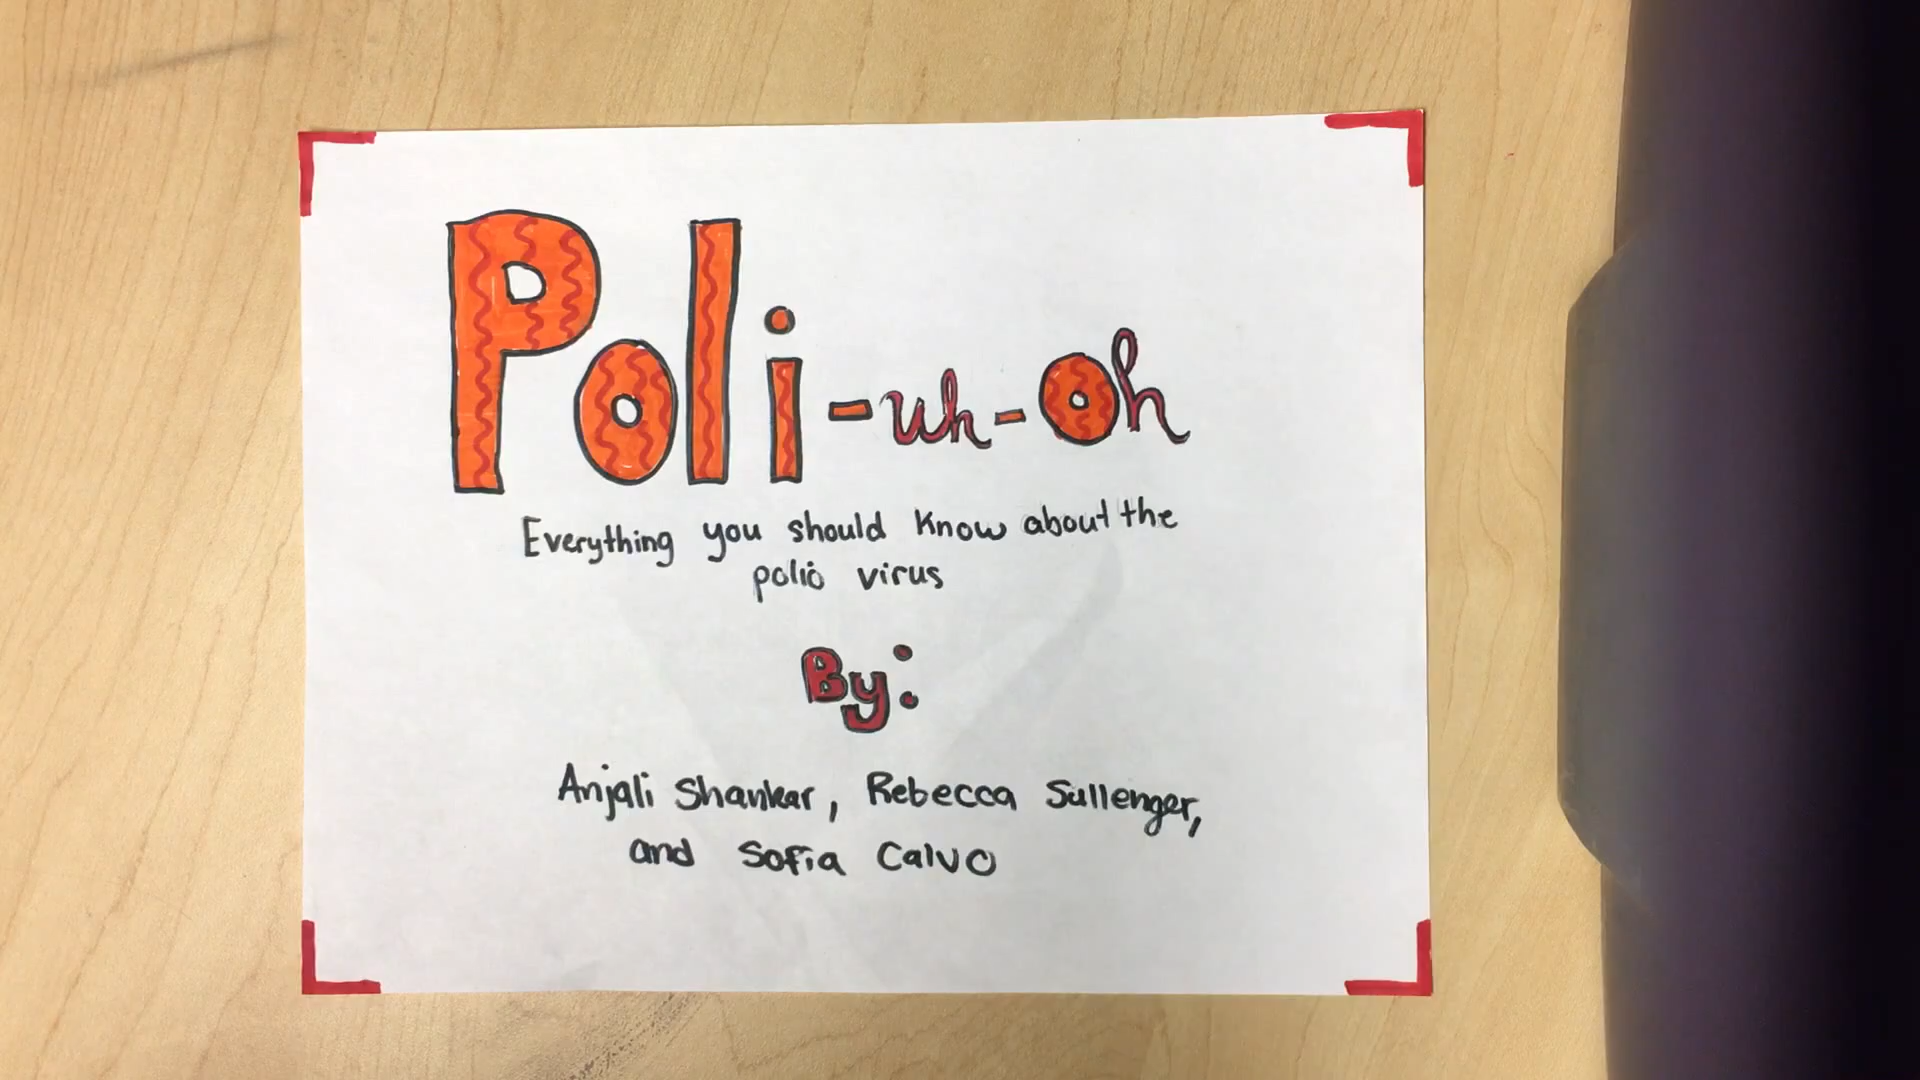 Poli-uh-oh
Everything you should know about the
polio virus
By:
Anjali Shankar, Rebecca Sullenger,
and Sofia Calvo